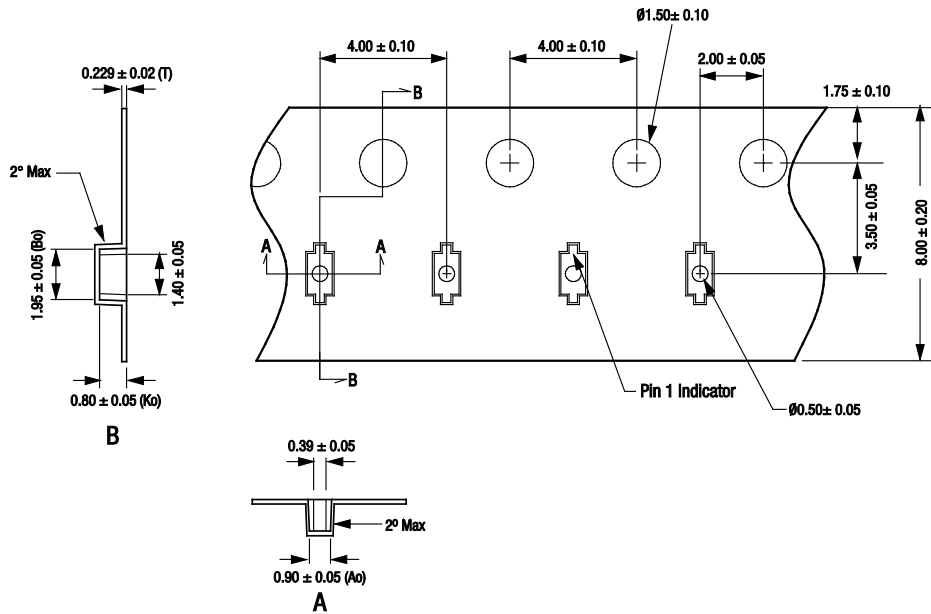 Ø1.50± 0.10
4.00 ± 0.10
4.00 ± 0.10
2.00 ± 0.05
0.229 ± 0.02 (T)
B
1.75 ± 0.10
2° Max
3.50 ± 0.05
8.00 ± 0.20
1.95 ± 0.05 (Bo)
1.40 ± 0.05
A
A
B
Pin 1 Indicator
Ø0.50± 0.05
0.80 ± 0.05 (Ko)
B
0.39 ± 0.05
2º Max
0.90 ± 0.05 (Ao)
A